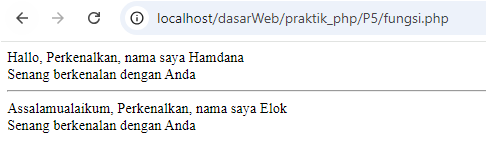 localhost/dasarWeb/praktik_php/P5/fungsi.php
Hallo, Perkenalkan, nama saya Hamdana
Senang berkenalan dengan Anda
Assalamualaikum, Perkenalkan, nama saya Elok
Senang berkenalan dengan Anda